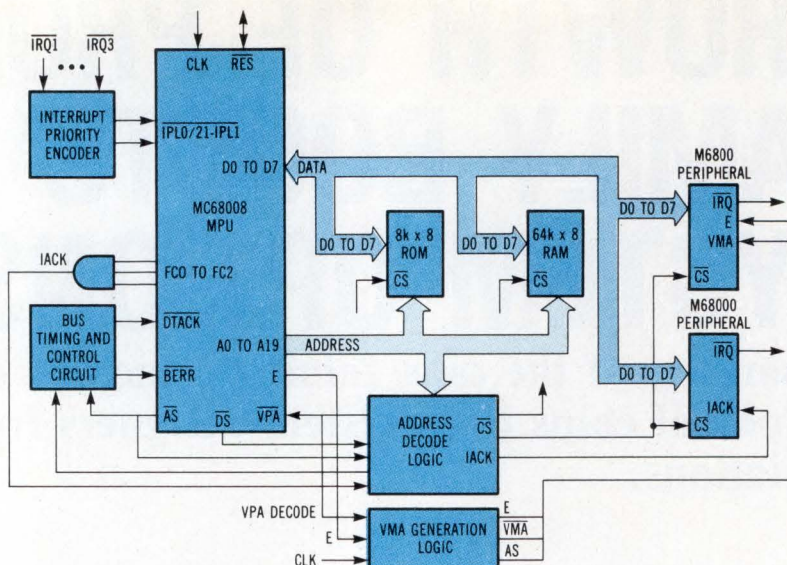 IRQ1 ••• IRQ3
CLK
RES
INTERRUPT
PRIORITY
ENCODER
IPL0/21-IPL1
D0 TO D7
DATA
MC68008
MPU
IACK
FC0 TO FC2
BUS
TIMING AND
CONTROL
CIRCUIT
DTACK
BERR
A0 TO A19
ADDRESS
E
AS
DS
VPA
D0 TO D7
8k x 8
ROM
CS
D0 TO D7
64k x 8
RAM
CS
M6800
PERIPHERAL
D0 TO D7
IRQ
E
VMA
CS
M68000
PERIPHERAL
D0 TO D7
IRQ
IACK
CS
ADDRESS
DECODE
LOGIC
CS
IACK
VPA DECODE
E
CLK
VMA GENERATION
LOGIC
E
VMA
AS